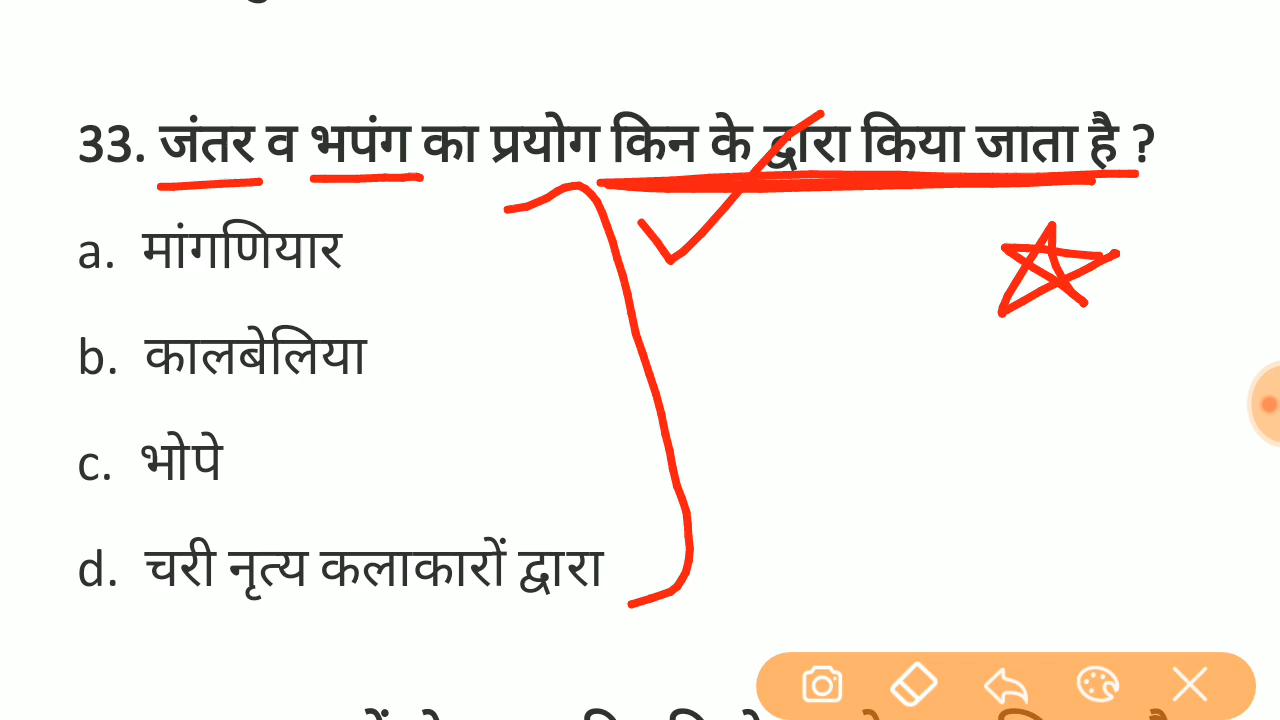 33. जंतर व भपंग का प्रयोग किन के द्वारा किया जाता है ?
a. मांगणियार
b. कालबेलिया
c. भोपे
d. चरी नृत्य कलाकारों द्वारा